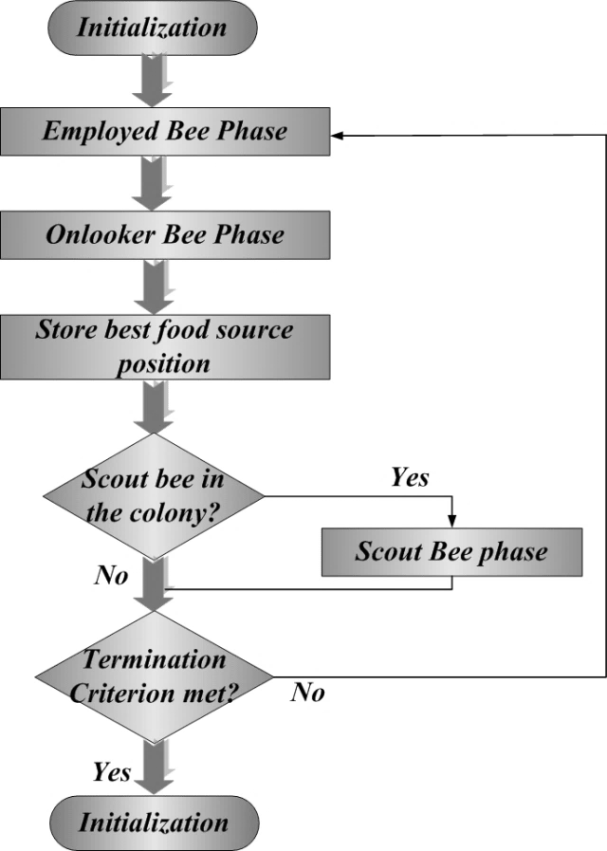 Initialization
Employed Bee Phase
Onlooker Bee Phase
Store best food source
position
Scout bee in
the colony?
Yes
Scout Bee phase
No
Termination
Criterion met?
No
Yes
Initialization